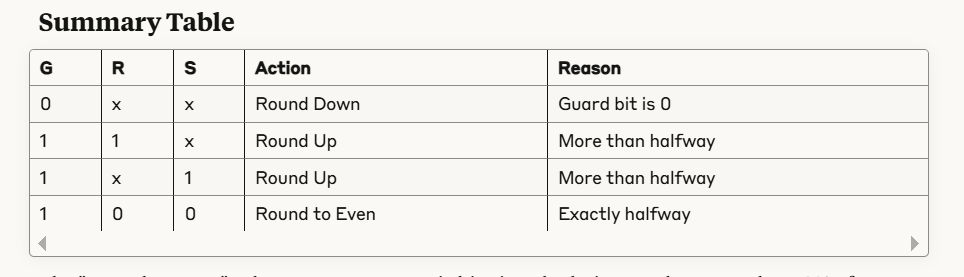 Summary Table
G R S Action Reason
0 x x Round Down Guard bit is 0
1 1 x Round Up More than halfway
1 x 1 Round Up More than halfway
1 0 0 Round to Even Exactly halfway